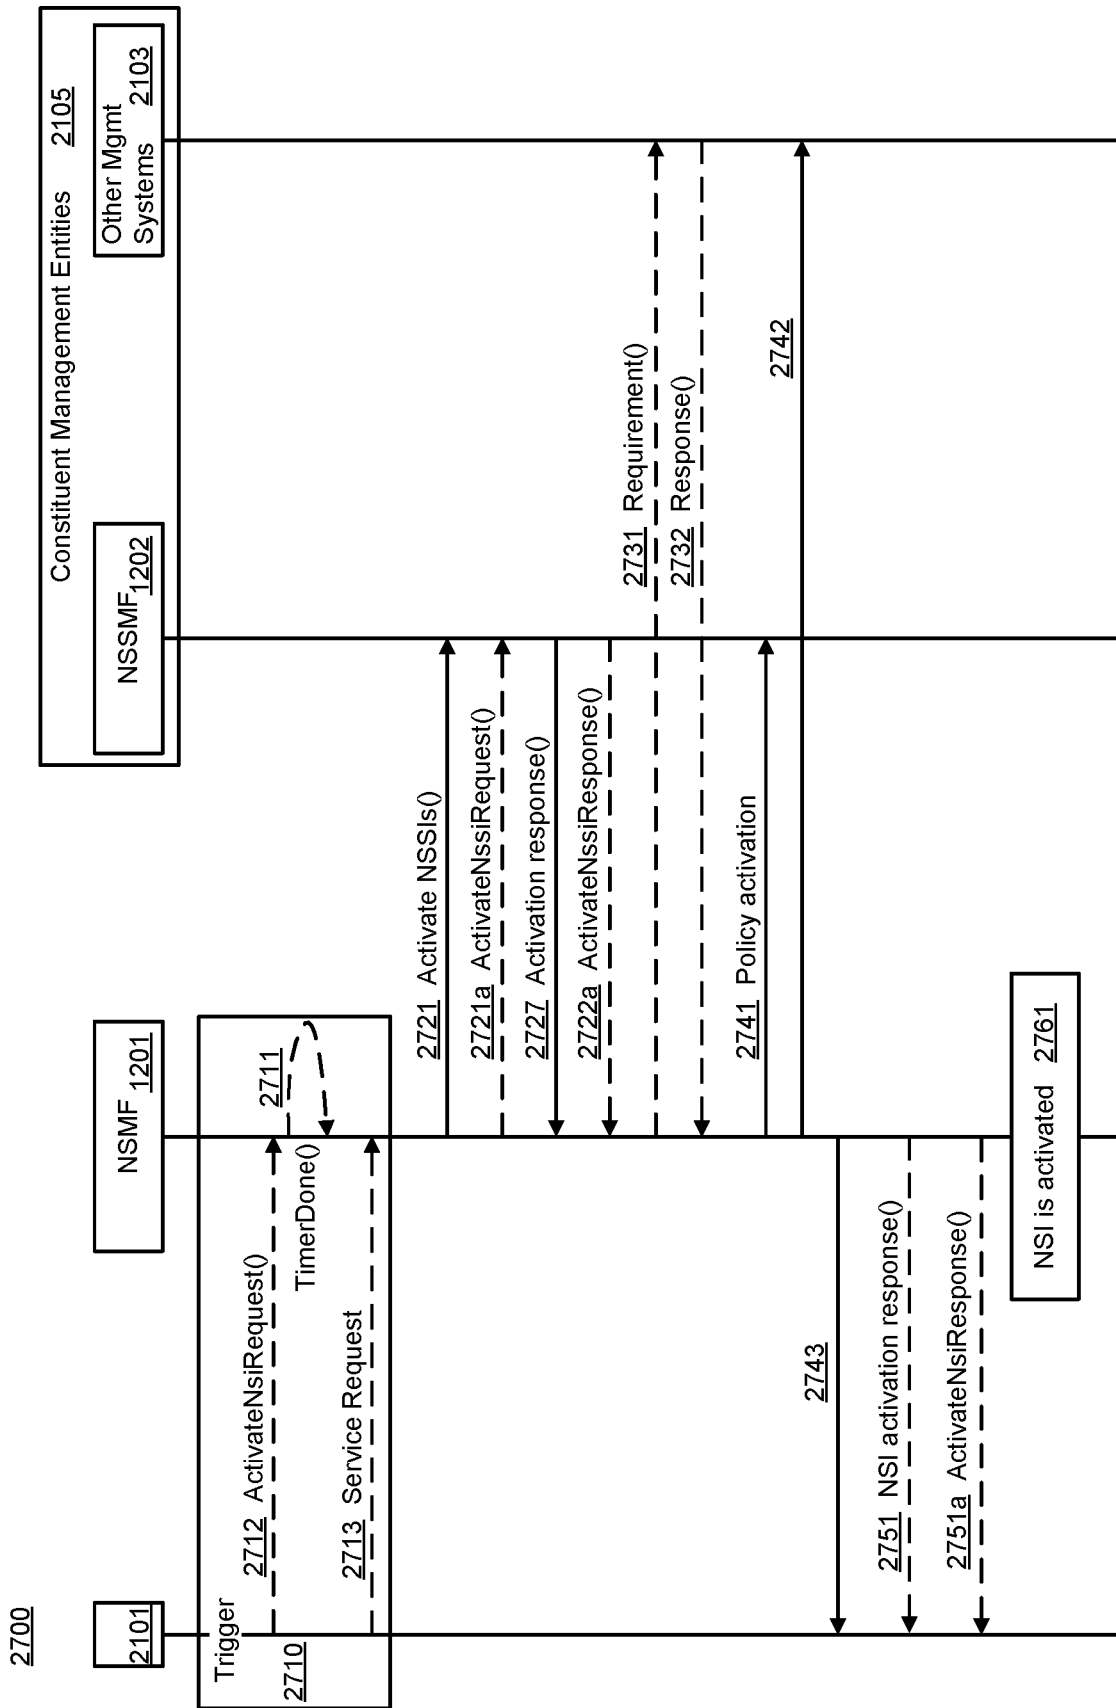 2700
2101
NSMF 1201
Constituent Management Entities 2105
NSSMF 1202
Other Mgmt
Systems 2103
Trigger
2710
2712 ActivateNsiRequest()
2711
TimerDone()
2713 Service Request
2721 Activate NSSIs()
2721a ActivateNssiRequest()
2727 Activation response()
2722a ActivateNssiResponse()
2731 Requirement()
2732 Response()
2741 Policy activation
2742
2743
2751 NSI activation response()
2751a ActivateNsiResponse()
NSI is activated 2761